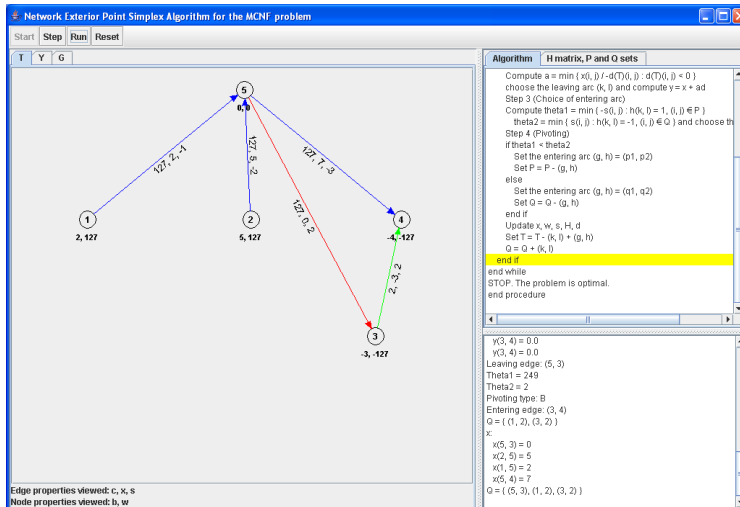 Network Exterior Point Simplex Algorithm for the MCNF problem
Start Step Run Reset
T Y G
5
0, 0
127, 2, -1
127, 5, -2
127, 7, -3
127, 0, 2
1
2, 127
2
5, 127
4
-4, -127
2, -3, 2
3
-3, -127
Edge properties viewed: c, x, s
Node properties viewed: b, w
Algorithm H matrix, P and Q sets
Compute a = min { x(i, j) / -d(T)(i, j) : d(T)(i, j) < 0 }
choose the leaving arc (k, l) and compute y = x + ad
Step 3 (Choice of entering arc)
Compute theta1 = min { -s(i, j) : h(k, l) = 1, (i, j) ∈ P }
theta2 = min { s(i, j) : h(k, l) = -1, (i, j) ∈ Q } and choose th
Step 4 (Pivoting)
if theta1 < theta2
Set the entering arc (g, h) = (p1, p2)
Set P = P - (g, h)
else
Set the entering arc (g, h) = (q1, q2)
Set Q = Q - (g, h)
end if
Update x, w, s, H, d
Set T = T - (k, l) + (g, h)
Q = Q + (k, l)
end if
end while
STOP. The problem is optimal.
end procedure
y(3, 4) = 0.0
y(3, 4) = 0.0
Leaving edge: (5, 3)
Theta1 = 249
Theta2 = 2
Pivoting type: B
Entering edge: (3, 4)
Q = { (1, 2), (3, 2) }
x:
x(5, 3) = 0
x(2, 5) = 5
x(1, 5) = 2
x(5, 4) = 7
Q = { (5, 3), (1, 2), (3, 2) }